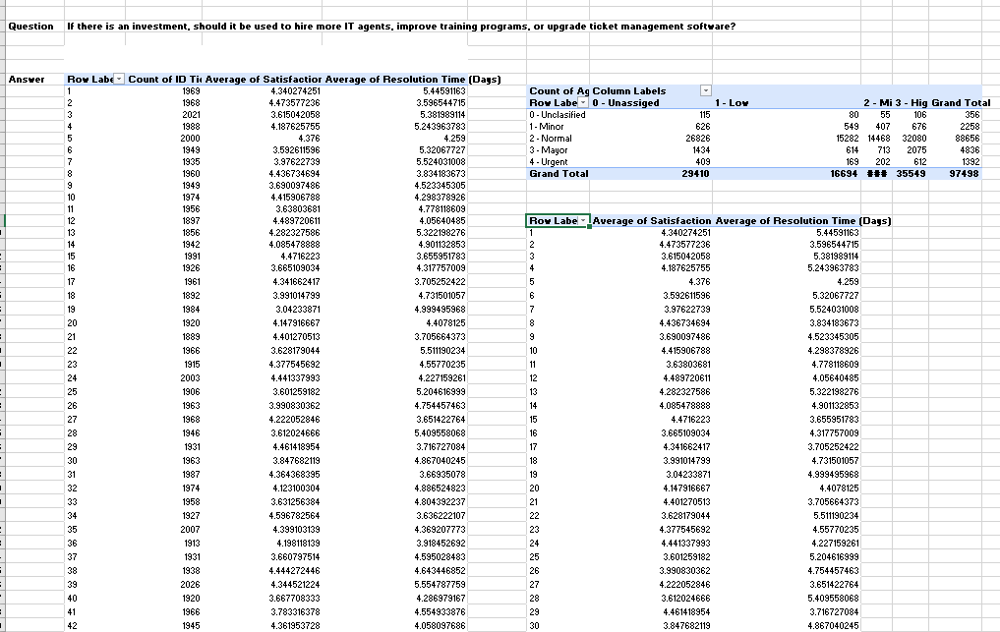 Question If there is an investment, should it be used to hire more IT agents, improve training programs, or upgrade ticket management software?
Answer Row Labe Count of ID Ti Average of Satisfaction Average of Resolution Time (Days)
1 1969 4.340274251 5.44591163
2 1968 4.473577236 3.596544715
3 2021 3.615042058 5.381989114
4 1988 4.187625755 5.243963783
5 2000 4.376 4.259
6 1949 3.592611596 5.32067727
7 1935 3.97622739 5.524031008
8 1960 4.436734694 3.834183673
9 1949 3.690097486 4.523345305
10 1974 4.415906788 4.298378926
11 1956 3.63803681 4.778118609
12 1897 4.489720611 4.05640485
13 1856 4.282327586 5.322198276
14 1942 4.085478888 4.901132853
15 1991 4.4716223 3.655951783
16 1926 3.665109034 4.317757009
17 1961 4.341662417 3.705252422
18 1892 3.991014799 4.731501057
19 1984 3.04233871 4.999495968
20 1920 4.147916667 4.4078125
21 1889 4.401270513 3.705664373
22 1966 3.628179044 5.511190234
23 1915 4.377545692 4.55770235
24 2003 4.441337993 4.227159261
25 1906 3.601259182 5.204616999
26 1963 3.990830362 4.754457463
27 1968 4.222052846 3.651422764
28 1946 3.612024666 5.409558068
29 1931 4.461418954 3.716727084
30 1963 3.847682119 4.867040245
31 1987 4.364368395 3.66935078
32 1974 4.123100304 4.886524823
33 1958 3.631256384 4.804392237
34 1927 4.596782564 3.636222107
35 2007 4.399103139 4.369207773
36 1913 4.198118139 3.918452692
37 1931 3.660797514 4.595028483
38 1938 4.444272446 4.643446852
39 2026 4.344521224 5.554787759
40 1920 3.667708333 4.286979167
41 1966 3.783316378 4.554933876
42 1945 4.361953728 4.058097686
Count of Ag Column Labels
Row Labe 0 - Unassiged 1 - Low 2 - Mi 3 - Hig Grand Total
0 - Unclasified 115 80 55 106 356
1 - Minor 626 549 407 676 2258
2 - Normal 26826 15282 14468 32080 88656
3 - Mayor 1434 614 713 2075 4836
4 - Urgent 409 169 202 612 1392
Grand Total 29410 16694 ### 35549 97498
Row Labe Average of Satisfaction Average of Resolution Time (Days)
1 4.340274251 5.44591163
2 4.473577236 3.596544715
3 3.615042058 5.381989114
4 4.187625755 5.243963783
5 4.376 4.259
6 3.592611596 5.32067727
7 3.97622739 5.524031008
8 4.436734694 3.834183673
9 3.690097486 4.523345305
10 4.415906788 4.298378926
11 3.63803681 4.778118609
12 4.489720611 4.05640485
13 4.282327586 5.322198276
14 4.085478888 4.901132853
15 4.4716223 3.655951783
16 3.665109034 4.317757009
17 4.341662417 3.705252422
18 3.991014799 4.731501057
19 3.04233871 4.999495968
20 4.147916667 4.4078125
21 4.401270513 3.705664373
22 3.628179044 5.511190234
23 4.377545692 4.55770235
24 4.441337993 4.227159261
25 3.601259182 5.204616999
26 3.990830362 4.754457463
27 4.222052846 3.651422764
28 3.612024666 5.409558068
29 4.461418954 3.716727084
30 3.847682119 4.867040245